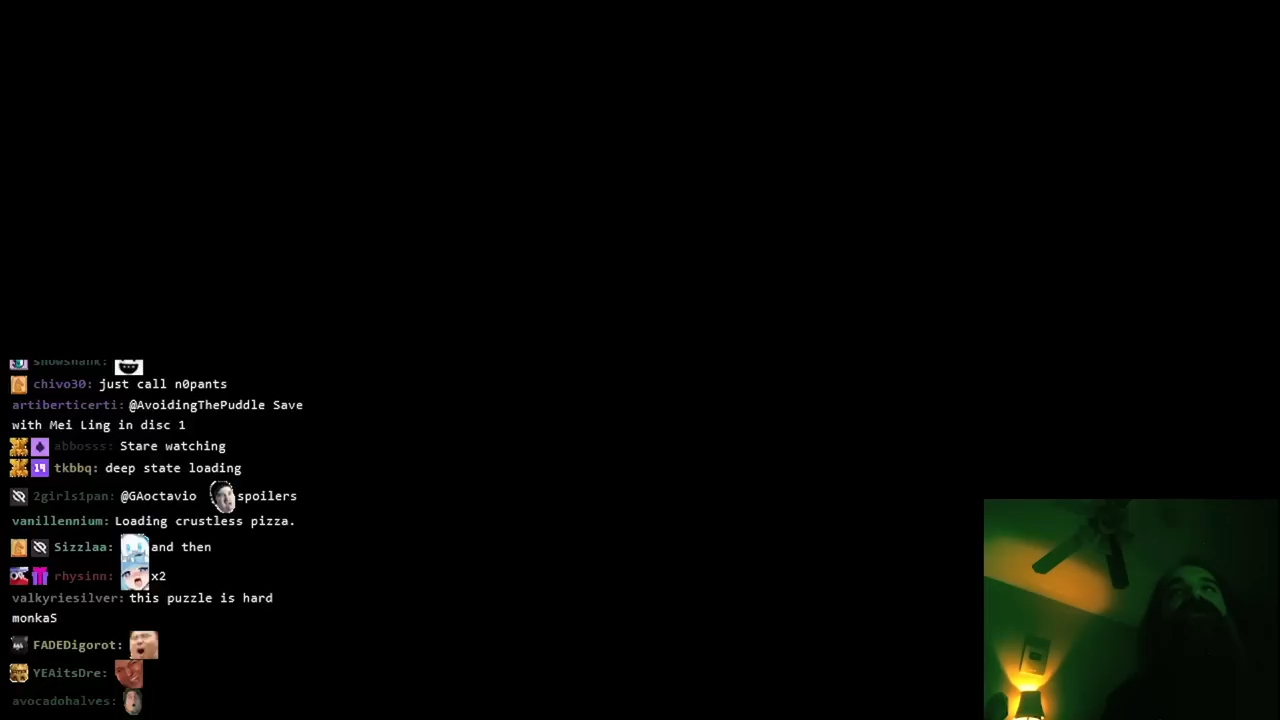 snowshank:
chivo30: just call n0pants
artiberticerti: @AvoidingThePuddle Save
with Mei Ling in disc 1
abbosss: Stare watching
19 tkbbq: deep state loading
2girls1pan: @GAoctavio spoilers
vanillennium: Loading crustless pizza.
Sizzlaa: and then
rhysinn: x2
valkyriesilver: this puzzle is hard
monkaS
FADEDigorot:
YEAitsDre:
avocadohalves: